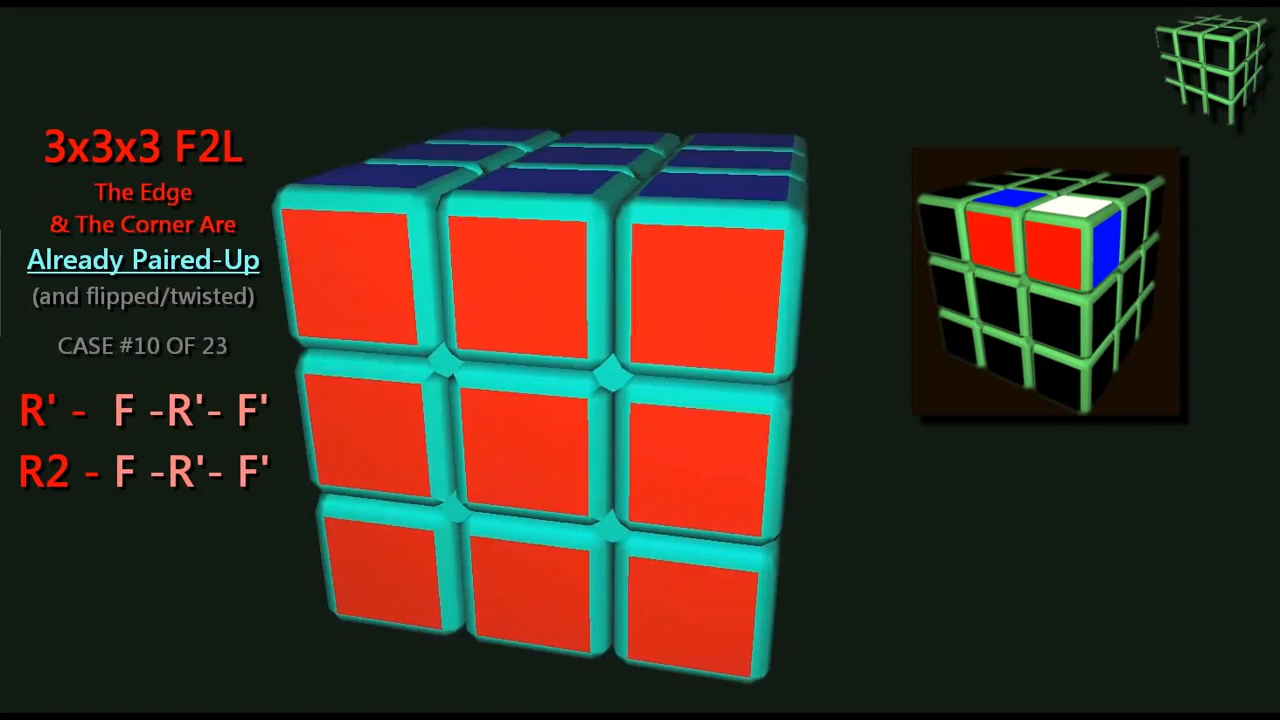 3x3x3 F2L
The Edge
& The Corner Are
Already Paired-Up
(and flipped/twisted)
CASE #10 OF 23
R' - F -R'- F'
R2 - F -R'- F'